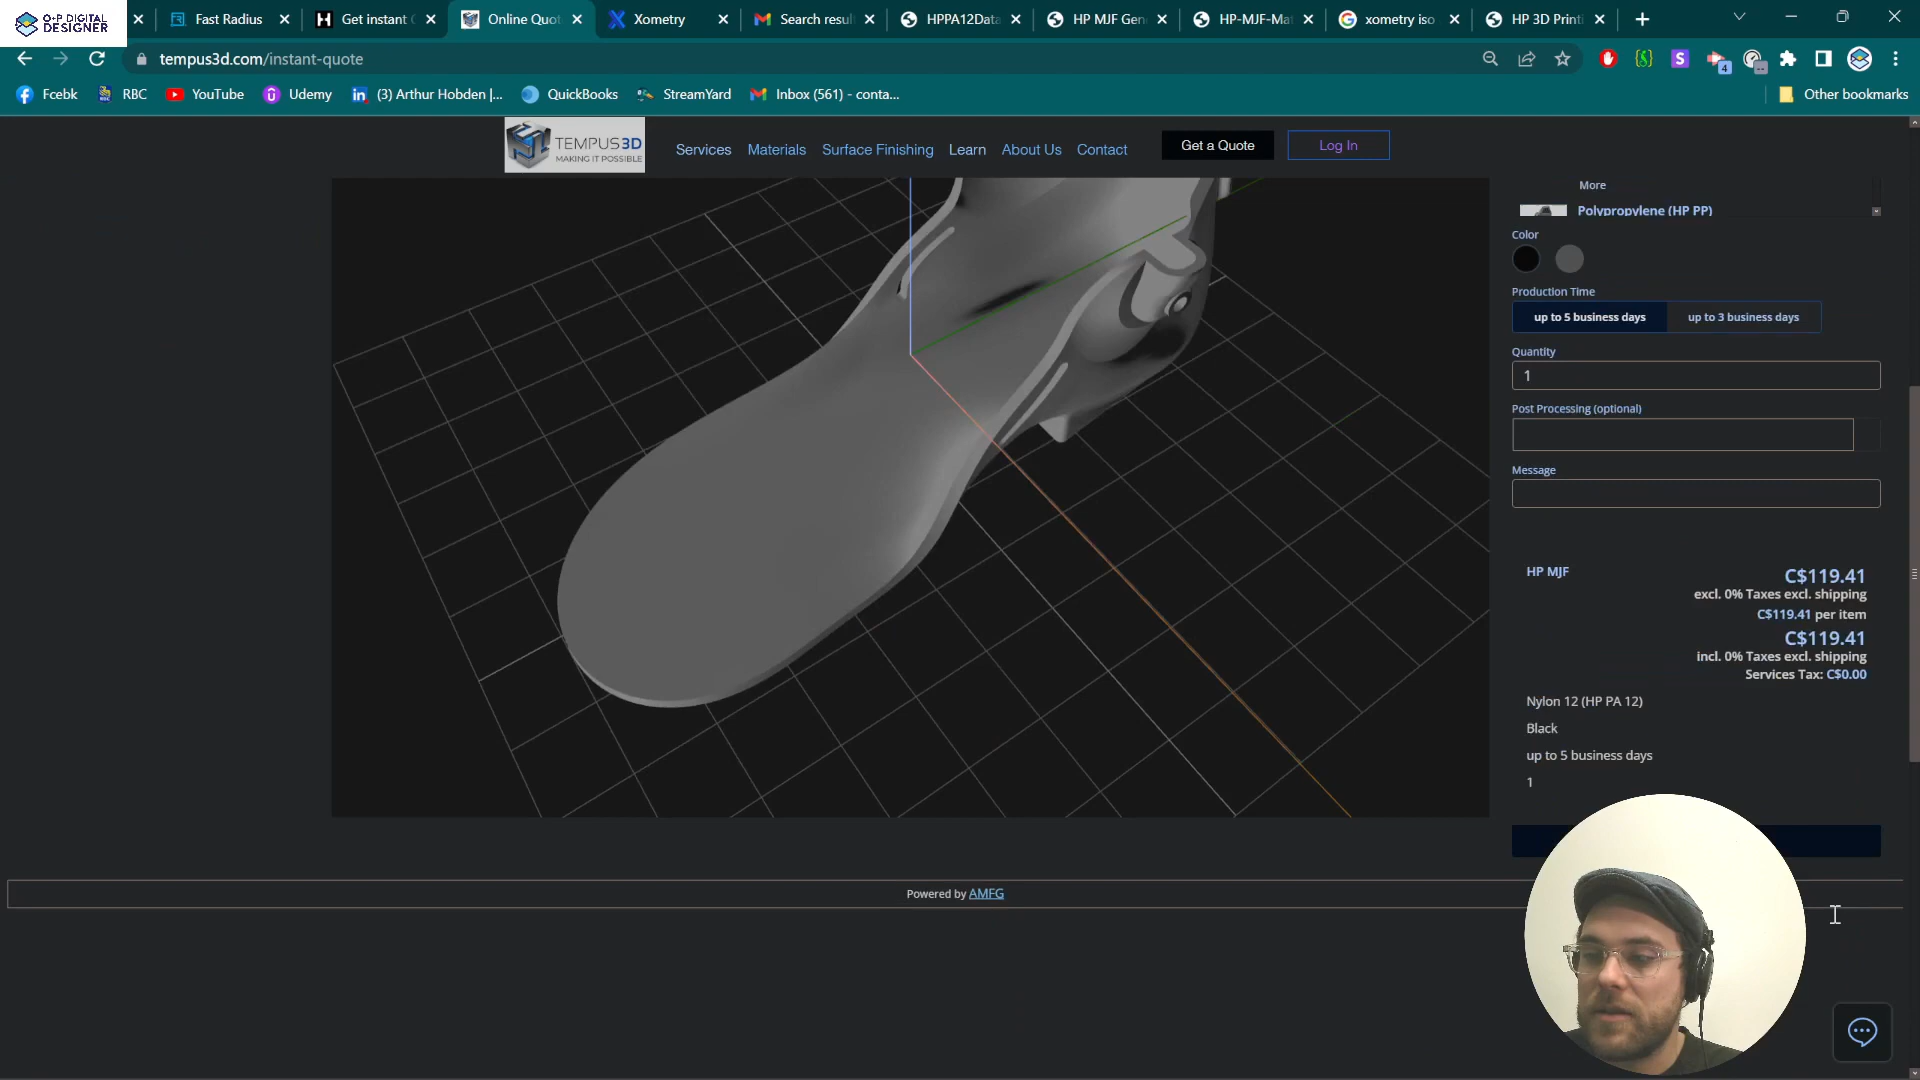 O+P DIGITAL
DESIGNER
Fast Radius
Get instant
Online Quo
Xometry
Search resu
HPPA12Data
HP MJF Gen
HP-MJF-Mat
xometry iso
HP 3D Printi
tempus3d.com/instant-quote
4
Fcebk
RBC
YouTube
Udemy
(3) Arthur Hobden |...
QuickBooks
StreamYard
Inbox (561) - conta...
Other bookmarks
TEMPUS3D
MAKING IT POSSIBLE
Services
Materials
Surface Finishing
Learn
About Us
Contact
Get a Quote
Log In
More
Polypropylene (HP PP)
Color
Production Time
up to 5 business days
up to 3 business days
Quantity
1
Post Processing (optional)
Message
HP MJF
C$119.41
excl. 0% Taxes excl. shipping
C$119.41 per item
C$119.41
incl. 0% Taxes excl. shipping
Services Tax: C$0.00
Nylon 12 (HP PA 12)
Black
up to 5 business days
1
Powered by AMFG